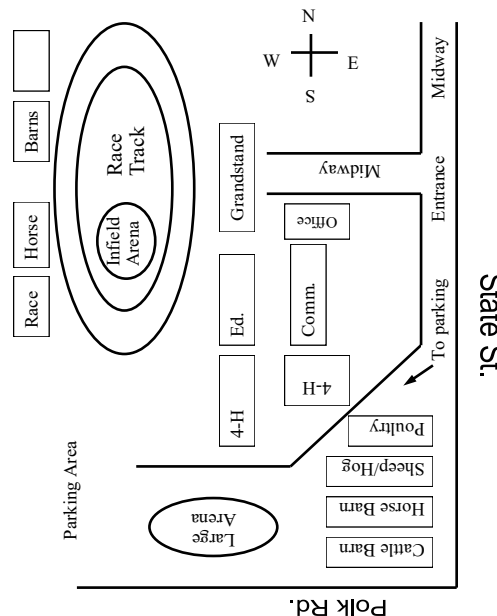 N
W
E
S
Midway
Barns
Race
Track
Grandstand
Midway
Entrance
Office
Horse
Infield
Arena
Race
Ed.
Comm.
To parking
State St.
4-H
4-H
Poultry
Sheep/Hog
Parking Area
Large
Arena
Horse Barn
Cattle Barn
Polk Rd.